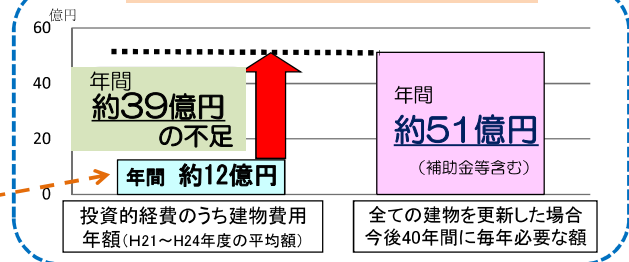 億円
60
40
20
0
年間
約39億円
の不足
年間 約12億円
年間
約51億円
（補助金等含む）
投資的経費のうち建物費用
年額（H21～H24年度の平均額）
全ての建物を更新した場合
今後40年間に毎年必要な額